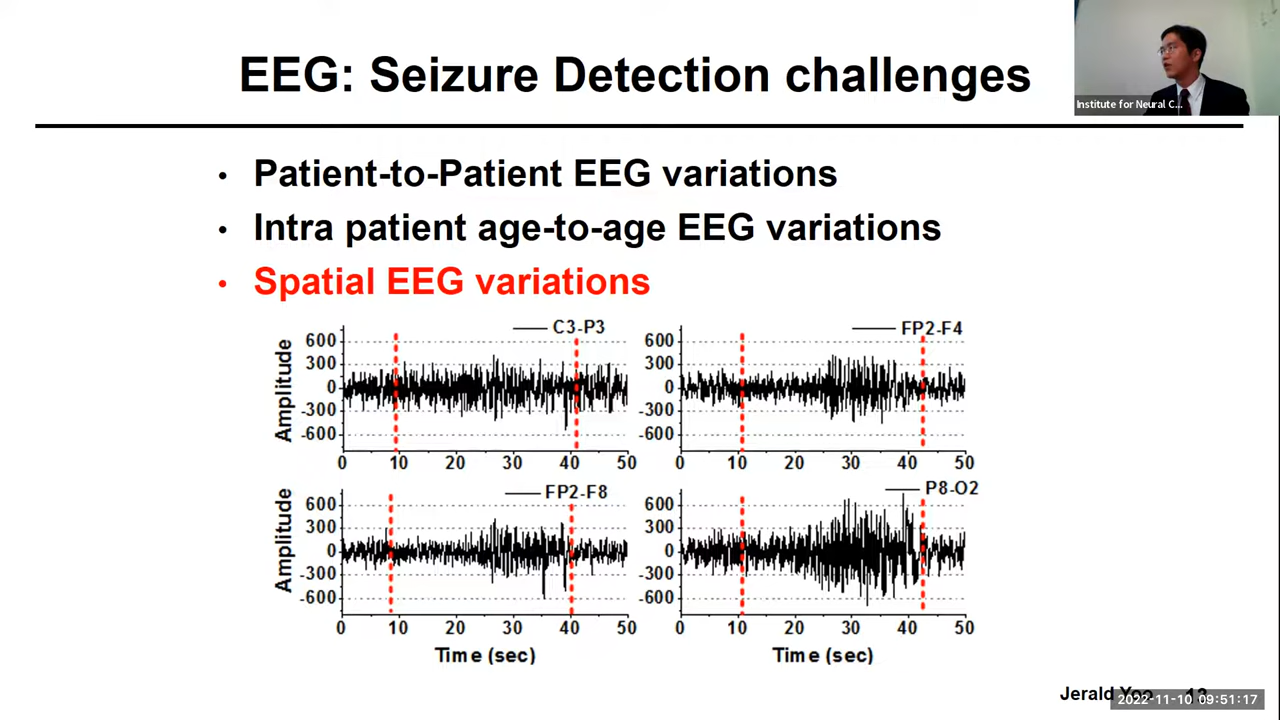 EEG: Seizure Detection challenges
Institute for Neural C...
• Patient-to-Patient EEG variations
• Intra patient age-to-age EEG variations
• Spatial EEG variations
C3-P3
600
300
0
-300
-600
Amplitude
0 10 20 30 40 50
FP2-F4
600
300
0
-300
-600
0 10 20 30 40 50
FP2-F8
600
300
0
-300
-600
Amplitude
0 10 20 30 40 50
Time (sec)
P8-O2
600
300
0
-300
-600
0 10 20 30 40 50
Time (sec)
Jerald Yoo
2022-11-10 09:51:17